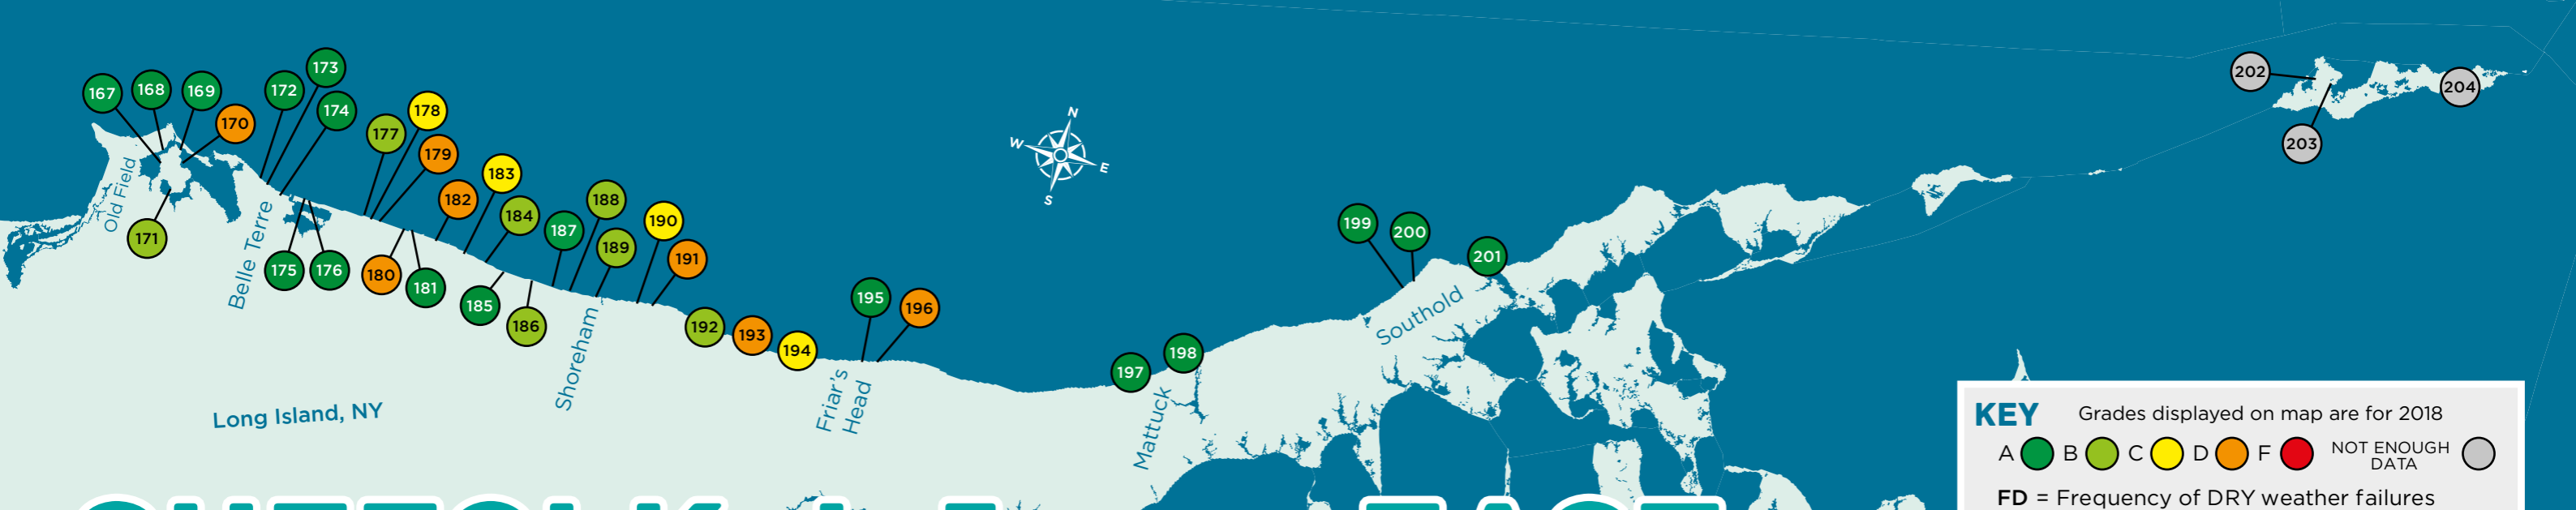 173
167
168
169
172
174
178
170
177
179
183
182
188
184
190
187
189
191
171
Old Field
Belle Terre
175
176
180
181
185
186
Shoreham
192
193
194
195
196
Friar's
Head
Long Island, NY
N
W
E
S
197
198
Mattuck
199
200
201
Southold
202
203
204
KEY Grades displayed on map are for 2018
A B C D F NOT ENOUGH
DATA
FD = Frequency of DRY weather failures